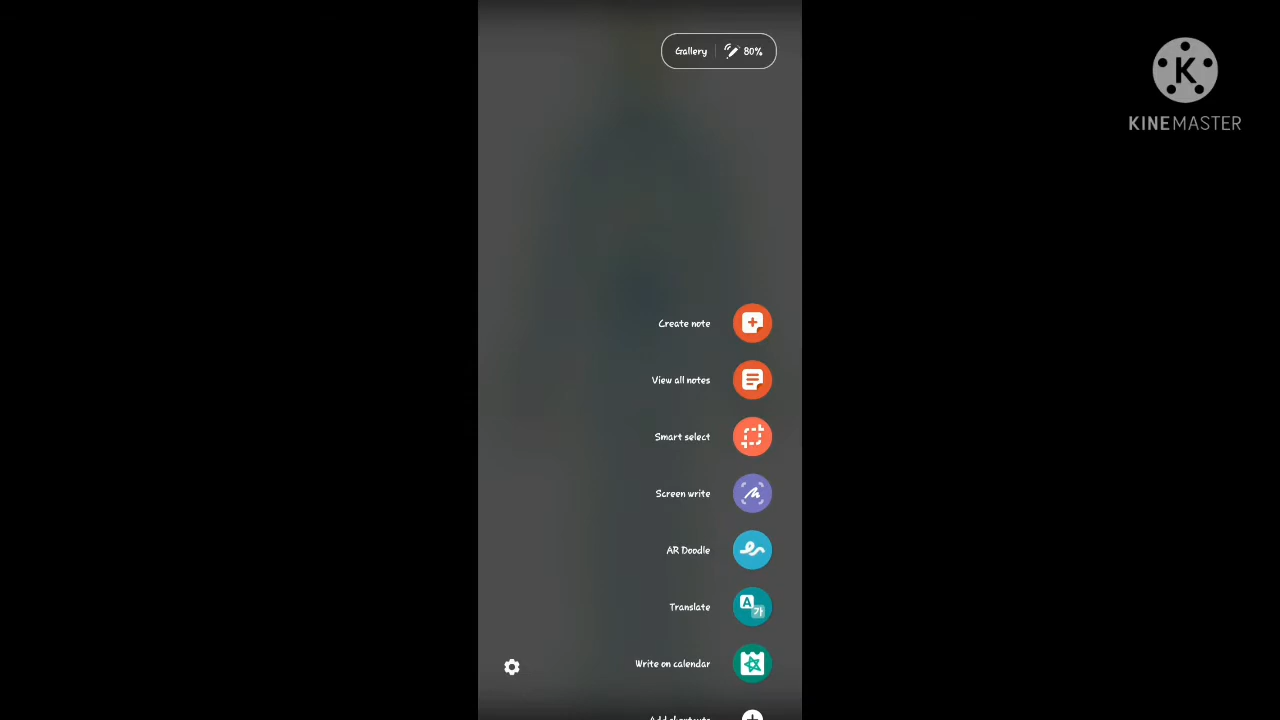 Gallery 80%
KINEMASTER
Create note
View all notes
Smart select
Screen write
AR Doodle
Translate
Write on calendar